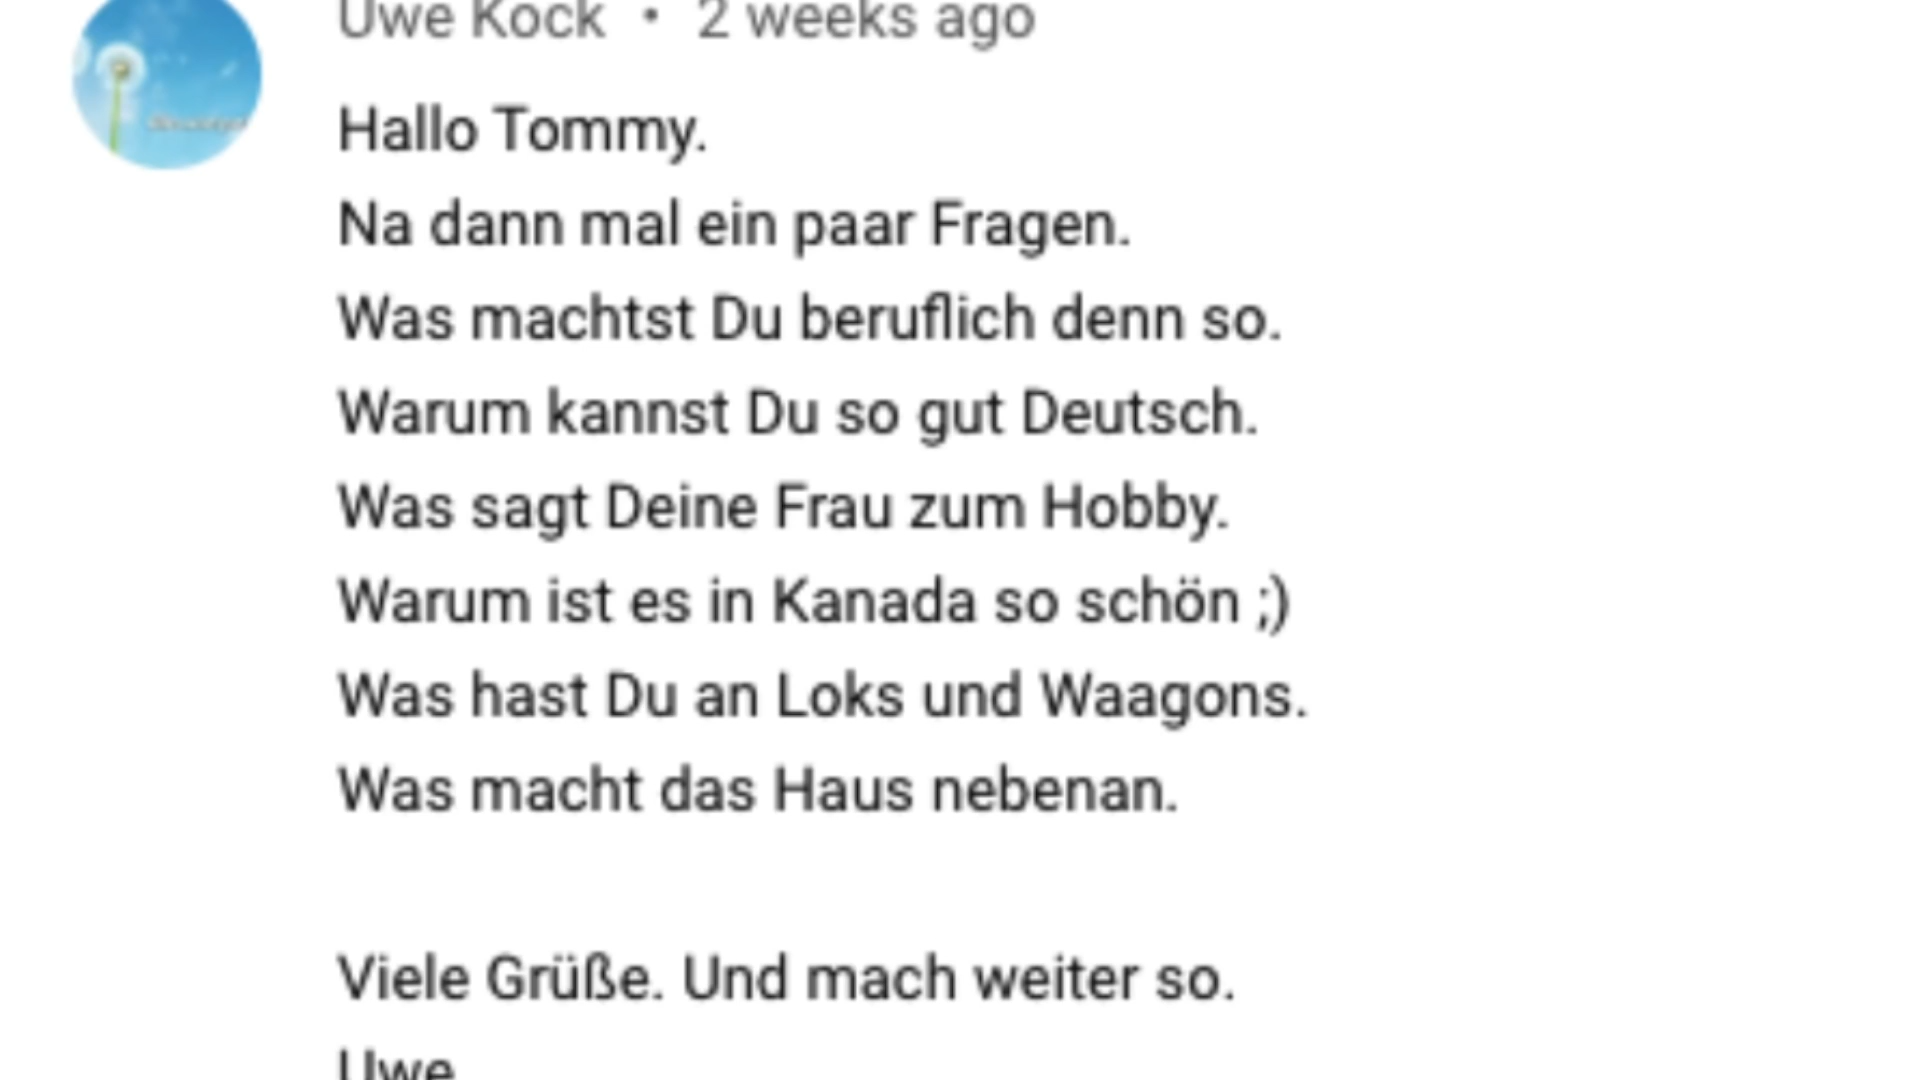 Uwe Kock • 2 weeks ago
Hallo Tommy.
Na dann mal ein paar Fragen.
Was machtst Du beruflich denn so.
Warum kannst Du so gut Deutsch.
Was sagt Deine Frau zum Hobby.
Warum ist es in Kanada so schön ;)
Was hast Du an Loks und Waagons.
Was macht das Haus nebenan.
Viele Grüße. Und mach weiter so.
Uwe